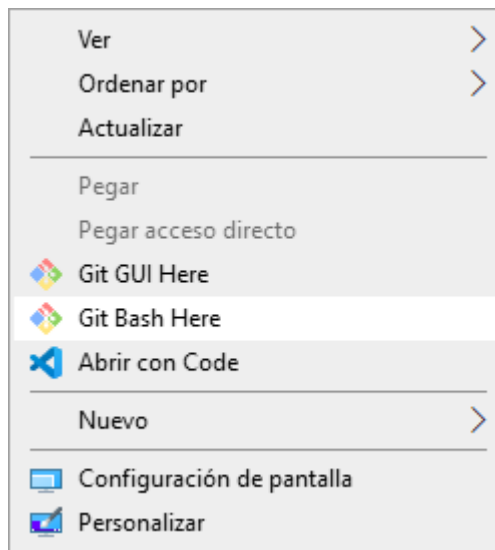 Ver
Ordenar por
Actualizar
Pegar
Pegar acceso directo
Git GUI Here
Git Bash Here
Abrir con Code
Nuevo
Configuración de pantalla
Personalizar